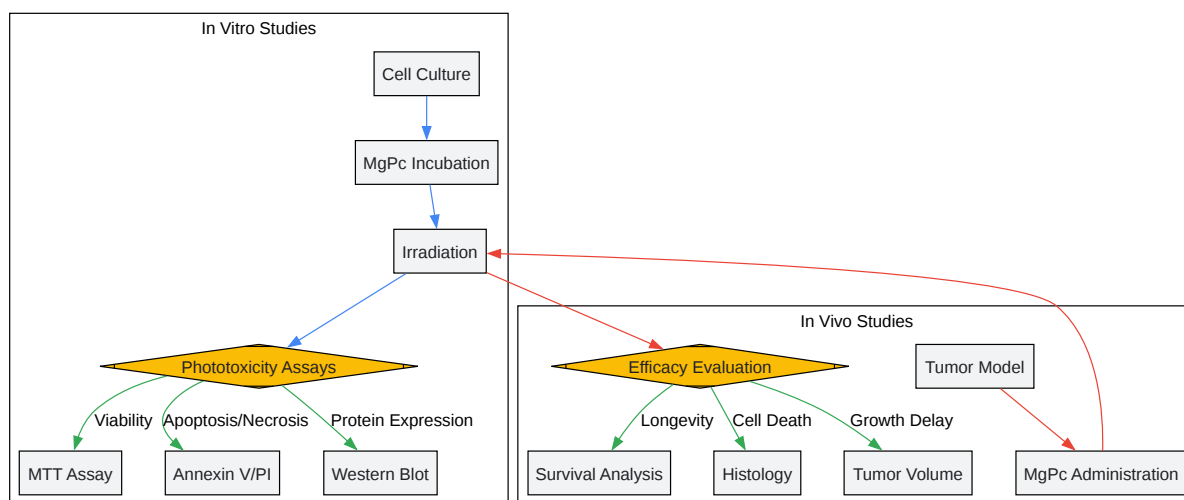 In Vitro Studies
Cell Culture
MgPc Incubation
Irradiation
In Vivo Studies
Phototoxicity Assays
Efficacy Evaluation
Tumor Model
Viability
Apoptosis/Necrosis
Protein Expression
Longevity
Cell Death
Growth Delay
MTT Assay
Annexin V/PI
Western Blot
Survival Analysis
Histology
Tumor Volume
MgPc Administration